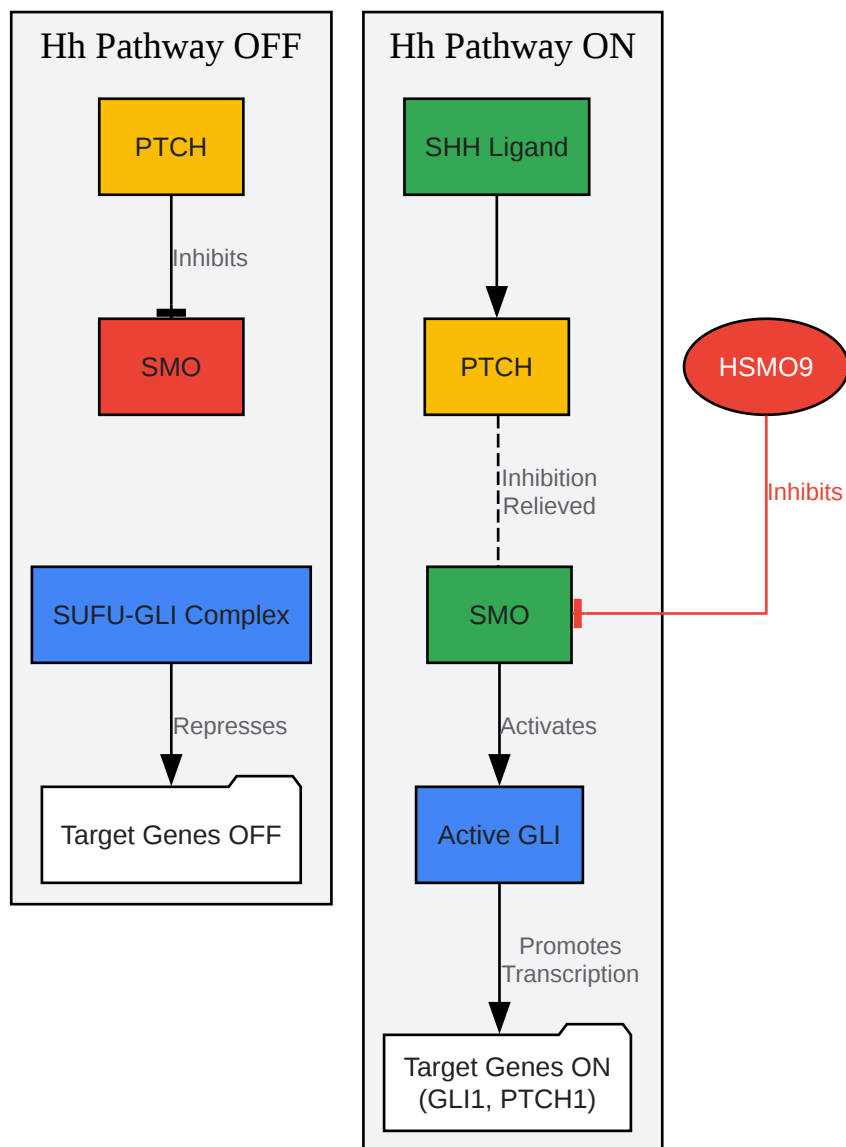 Hh Pathway OFF
PTCH
Inhibits
SMO
SUFU-GLI Complex
Represses
Target Genes OFF
Hh Pathway ON
SHH Ligand
PTCH
Inhibition
Relieved
SMO
Activates
Active GLI
Promotes
Transcription
Target Genes ON
(GLI1, PTCH1)
HSMO9
Inhibits